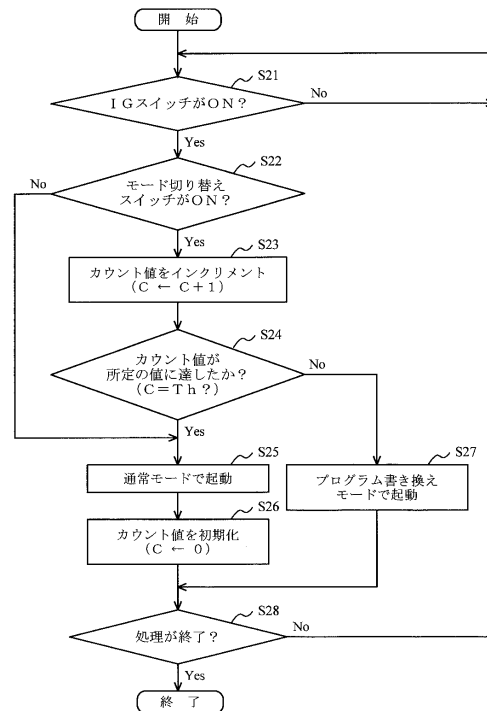 開　始
S21
ＩＧスイッチがＯＮ？
No
Yes
S22
No
モード切り替え
スイッチがＯＮ？
Yes
S23
カウント値をインクリメント
（Ｃ ← Ｃ＋１）
S24
カウント値が
所定の値に達したか？
（Ｃ＝Ｔｈ？）
No
Yes
S25
通常モードで起動
S27
プログラム書き換え
モードで起動
S26
カウント値を初期化
（Ｃ ← ０）
S28
処理が終了？
No
Yes
終　了